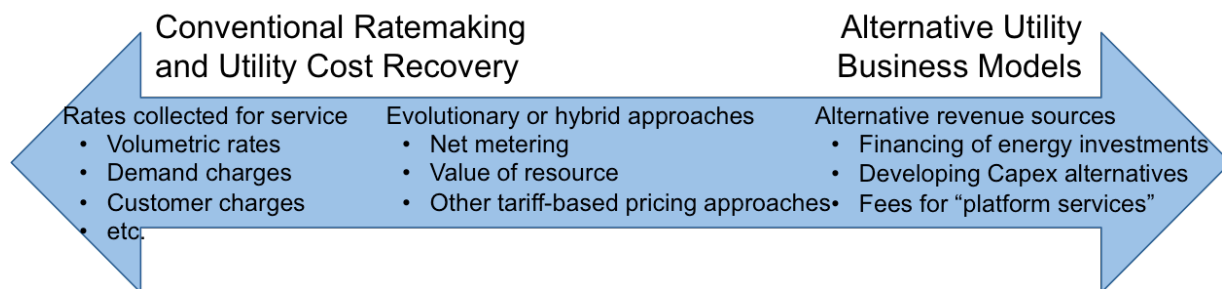 Conventional Ratemaking
and Utility Cost Recovery
Alternative Utility
Business Models
Rates collected for service
• Volumetric rates
• Demand charges
• Customer charges
• etc.
Evolutionary or hybrid approaches
• Net metering
• Value of resource
• Other tariff-based pricing approaches
Alternative revenue sources
• Financing of energy investments
• Developing Capex alternatives
• Fees for “platform services”